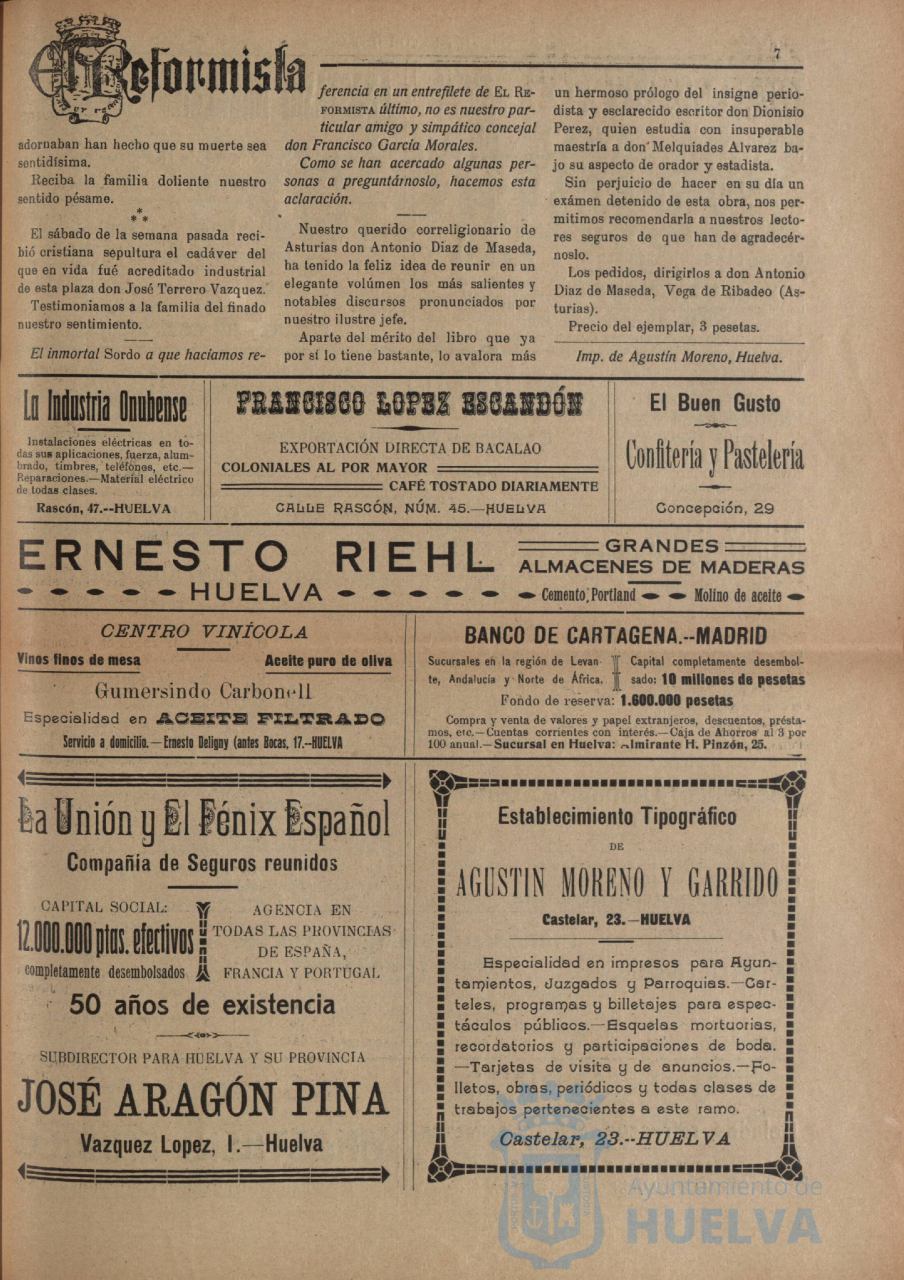 El Reformista
7
adornaban han hecho que su muerte sea
sentidísima.
Reciba la familia doliente nuestro
sentido pésame.
*
* *
El sábado de la semana pasada reci-
bió cristiana sepultura el cadáver del
que en vida fué acreditado industrial
de esta plaza don José Terrero Vazquez.
Testimoniamos a la familia del finado
nuestro sentimiento.
El inmortal Sordo a que hacíamos re-
ferencia en un entrefilete de EL RE-
FORMISTA último, no es nuestro par-
ticular amigo y simpático concejal
don Francisco García Morales.
Como se han acercado algunas per-
sonas a preguntárnoslo, hacemos esta
aclaración.
Nuestro querido correligionario de
Asturias don Antonio Diaz de Maseda,
ha tenido la feliz idea de reunir en un
elegante volúmen los más salientes y
notables discursos pronunciados por
nuestro ilustre jefe.
Aparte del mérito del libro que ya
por sí lo tiene bastante, lo avalora más
un hermoso prólogo del insigne perio-
dista y esclarecido escritor don Dionisio
Perez, quien estudia con insuperable
maestría a don Melquiades Alvarez ba-
jo su aspecto de orador y estadista.
Sin perjuicio de hacer en su día un
exámen detenido de esta obra, nos per-
mitimos recomendarla a nuestros lecto-
res seguros de que han de agradecér-
noslo.
Los pedidos, dirigirlos a don Antonio
Diaz de Maseda, Vega de Ribadeo (As-
turias).
Precio del ejemplar, 3 pesetas.
Imp. de Agustín Moreno, Huelva.
La Industria Onubense
Instalaciones eléctricas en to-
das sus aplicaciones, fuerza, alum-
brado, timbres, teléfonos, etc.—
Reparaciones.—Material eléctrico
de todas clases.
Rascón, 47.--HUELVA
FRANCISCO LOPEZ ESCANDÓN
EXPORTACIÓN DIRECTA DE BACALAO
COLONIALES AL POR MAYOR
CAFÉ TOSTADO DIARIAMENTE
CALLE RASCÓN, NÚM. 45.—HUELVA
El Buen Gusto
Confitería y Pastelería
Concepción, 29
ERNESTO RIEHL
HUELVA
GRANDES
ALMACENES DE MADERAS
Cemento Portland
Molino de aceite
CENTRO VINÍCOLA
Vinos finos de mesa
Aceite puro de oliva
Gumersindo Carbonell
Especialidad en ACEITE FILTRADO
Servicio a domicilio.—Ernesto Deligny (antes Bocas, 17.--HUELVA
BANCO DE CARTAGENA.--MADRID
Sucursales en la región de Levan-
te, Andalucía y Norte de África.
Capital completamente desembol-
sado: 10 millones de pesetas
Fondo de reserva: 1.600.000 pesetas
Compra y venta de valores y papel extranjeros, descuentos, présta-
mos, etc.—Cuentas corrientes con interés.—Caja de Ahorros al 3 por
100 anual.—Sucursal en Huelva: Almirante H. Pinzón, 25.
La Unión y El Fénix Español
Compañía de Seguros reunidos
CAPITAL SOCIAL:
12.000.000 ptas. efectivos
completamente desembolsados
AGENCIA EN
TODAS LAS PROVINCIAS
DE ESPAÑA,
FRANCIA Y PORTUGAL
50 años de existencia
SUBDIRECTOR PARA HUELVA Y SU PROVINCIA
JOSÉ ARAGÓN PINA
Vazquez Lopez, 1.—Huelva
Establecimiento Tipográfico
DE
AGUSTIN MORENO Y GARRIDO
Castelar, 23.—HUELVA
Especialidad en impresos para Ayun-
tamientos, Juzgados y Parroquias.—Car-
teles, programas y billetajes para espec-
táculos públicos.—Esquelas mortuorias,
recordatorios y participaciones de boda.
—Tarjetas de visita y de anuncios.—Fo-
lletos, obras, periódicos y todas clases de
trabajos pertenecientes a este ramo.
Castelar, 23.--HUELVA
Ayuntamiento de
HUELVA